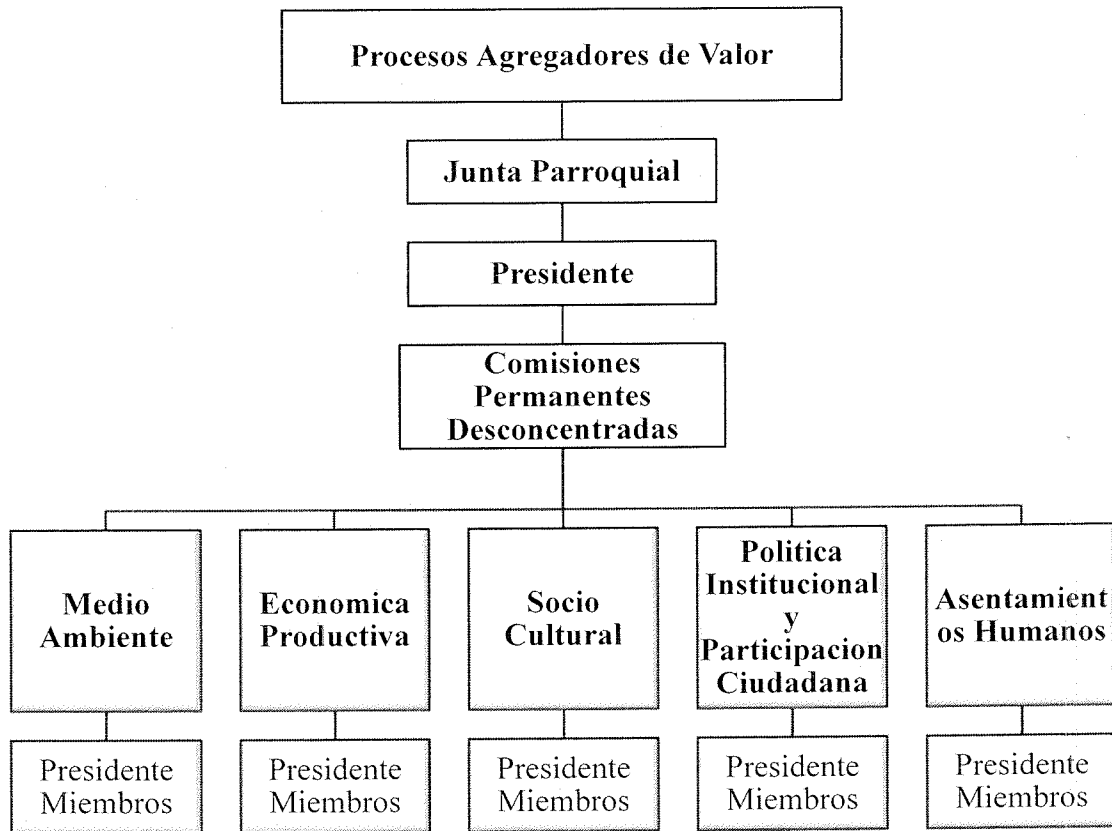 Procesos Agregadores de Valor
Junta Parroquial
Presidente
Comisiones
Permanentes
Desconcentradas
Medio
Ambiente
Economica
Productiva
Socio
Cultural
Politica
Institucional
y
Participacion
Ciudadana
Asentamient
os Humanos
Presidente
Miembros
Presidente
Miembros
Presidente
Miembros
Presidente
Miembros
Presidente
Miembros